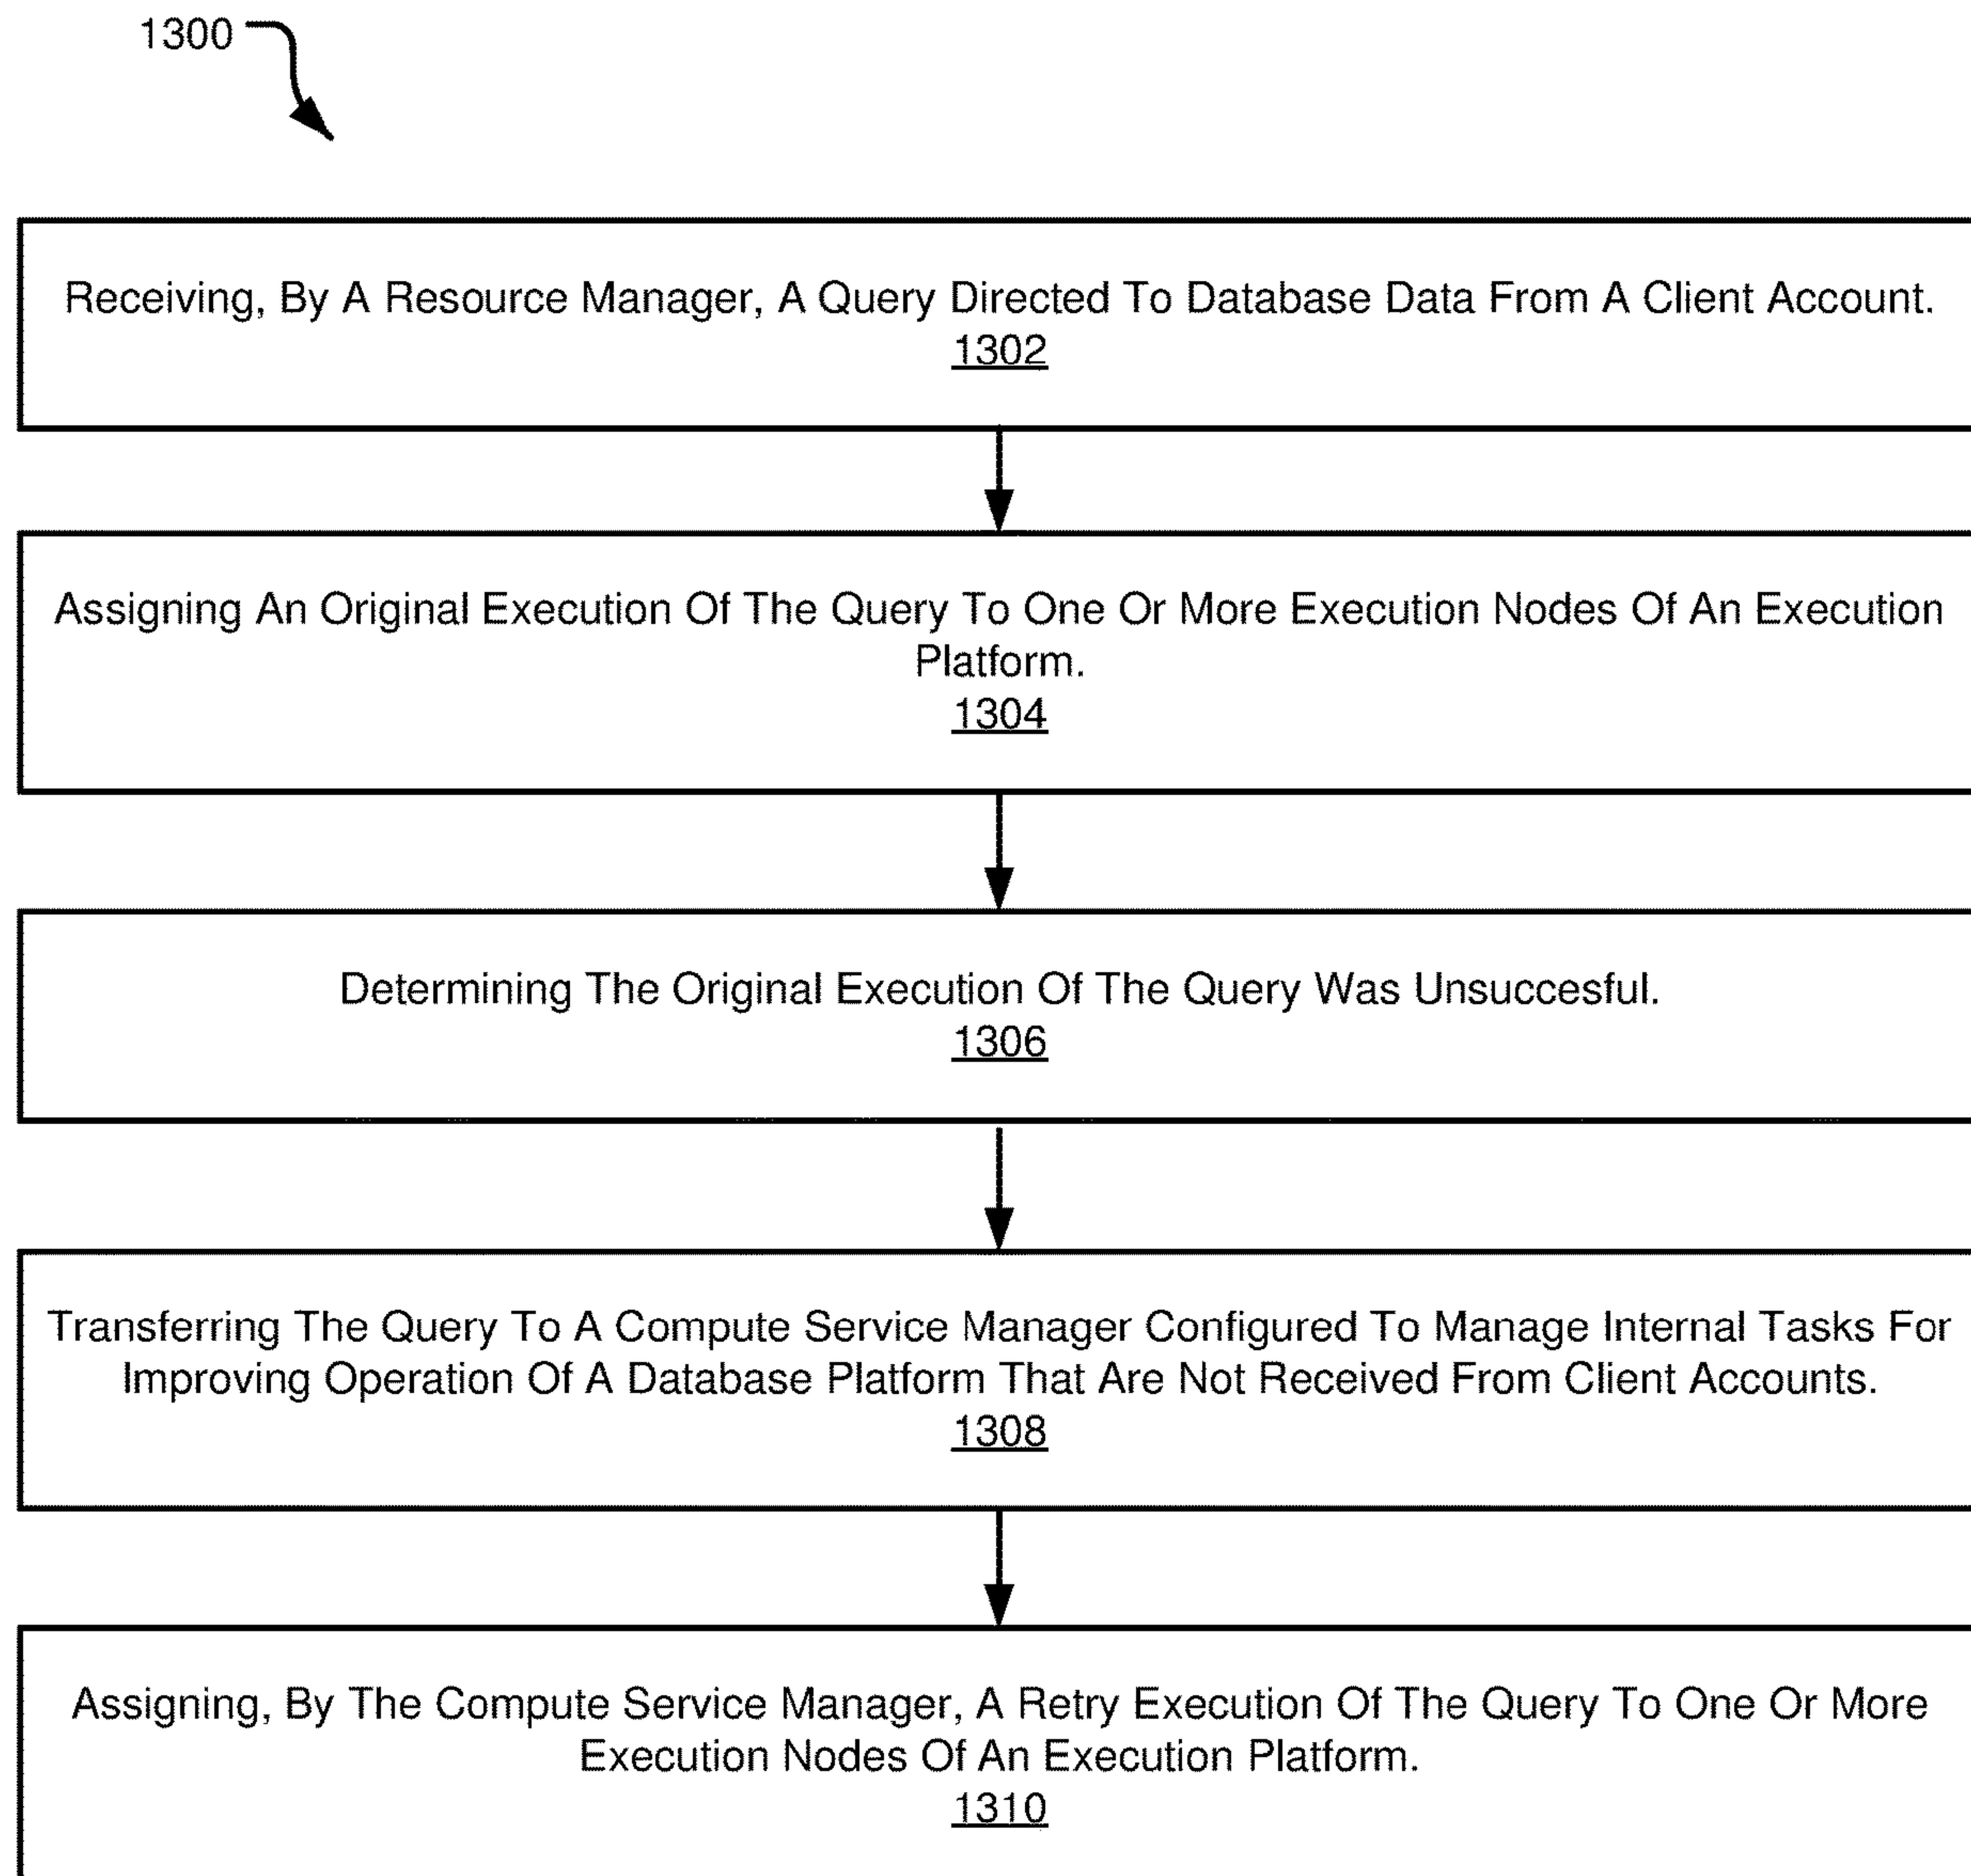 1300
Receiving, By A Resource Manager, A Query Directed To Database Data From A Client Account.
1302
Assigning An Original Execution Of The Query To One Or More Execution Nodes Of An Execution
Platform.
1304
Determining The Original Execution Of The Query Was Unsuccesful.
1306
Transferring The Query To A Compute Service Manager Configured To Manage Internal Tasks For
Improving Operation Of A Database Platform That Are Not Received From Client Accounts.
1308
Assigning, By The Compute Service Manager, A Retry Execution Of The Query To One Or More
Execution Nodes Of An Execution Platform.
1310